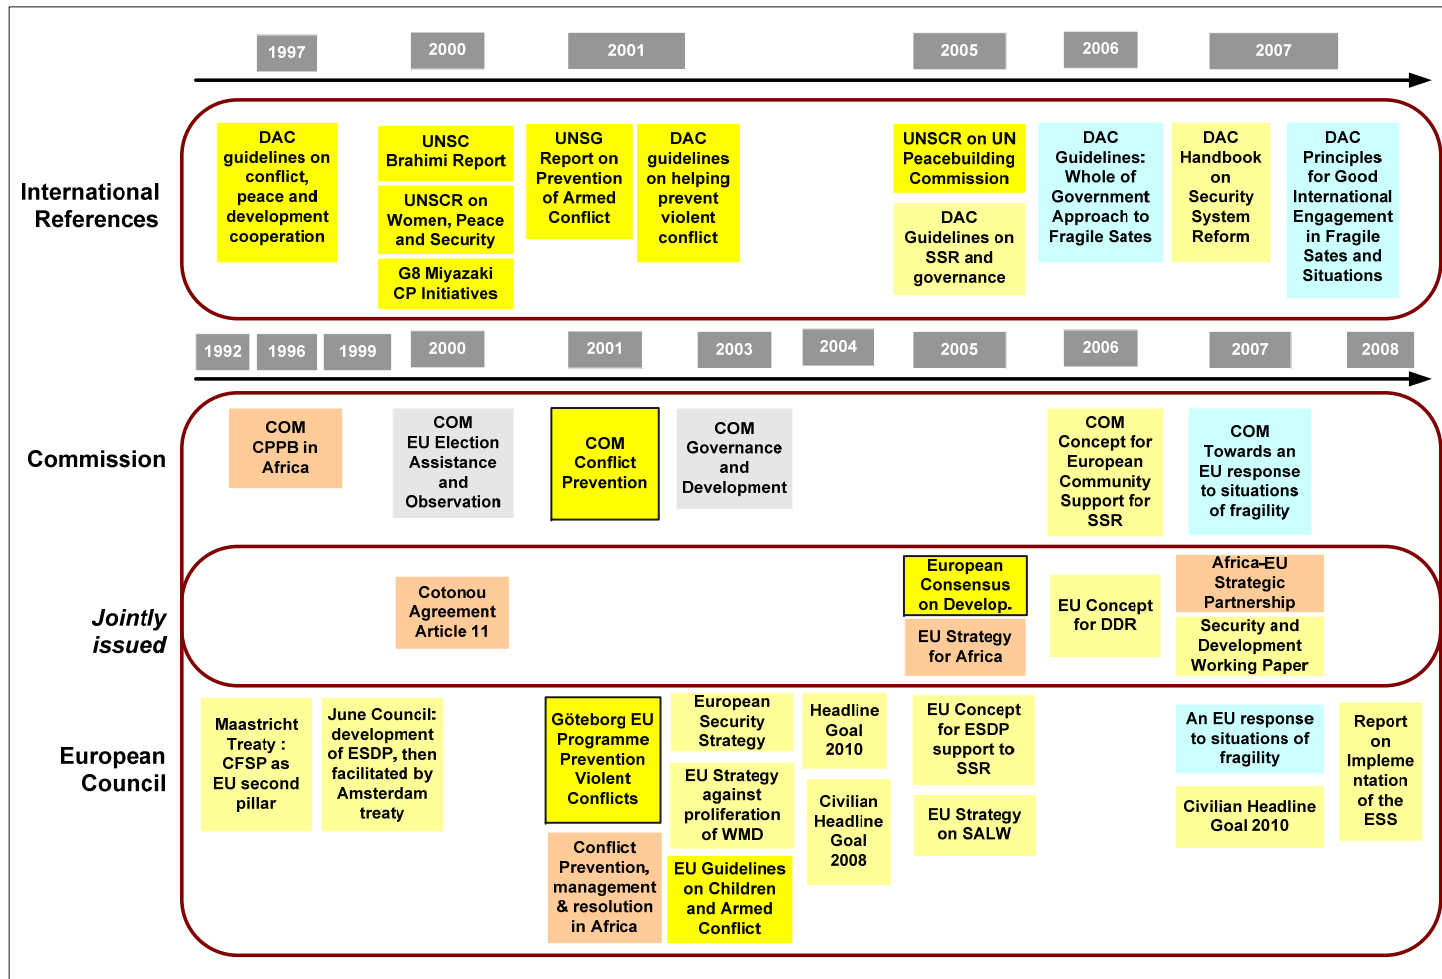 1997
2000
2001
2005
2006
2007
International
References
DAC
guidelines on
conflict,
peace and
development
cooperation
UNSC
Brahimi Report
UNSCR on
Women, Peace
and Security
G8 Miyazaki
CP Initiatives
UNSG
Report on
Prevention
of Armed
Conflict
DAC
guidelines
on helping
prevent
violent
conflict
UNSCR on UN
Peacebuilding
Commission
DAC
Guidelines on
SSR and
governance
DAC
Guidelines:
Whole of
Government
Approach to
Fragile Sates
DAC
Handbook
on
Security
System
Reform
DAC
Principles
for Good
International
Engagement
in Fragile
Sates and
Situations
1992
1996
1999
2000
2001
2003
2004
2005
2006
2007
2008
Commission
COM
CPPB in
Africa
COM
EU Election
Assistance
and
Observation
COM
Conflict
Prevention
COM
Governance
and
Development
COM
Concept for
European
Community
Support for
SSR
COM
Towards an
EU response
to situations
of fragility
Jointly
issued
Cotonou
Agreement
Article 11
European
Consensus
on Develop.
EU Strategy
for Africa
EU Concept
for DDR
Africa-EU
Strategic
Partnership
Security and
Development
Working Paper
European
Council
Maastricht
Treaty :
CFSP as
EU second
pillar
June Council:
development
of ESDP, then
facilitated by
Amsterdam
treaty
Göteborg EU
Programme
Prevention
Violent
Conflicts
Conflict
Prevention,
management
& resolution
in Africa
European
Security
Strategy
EU Strategy
against
proliferation
of WMD
EU Guidelines
on Children
and Armed
Conflict
Headline
Goal
2010
Civilian
Headline
Goal
2008
EU Concept
for ESDP
support to
SSR
EU Strategy
on SALW
An EU response
to situations of
fragility
Civilian Headline
Goal 2010
Report
on
Impleme
ntation
of the
ESS